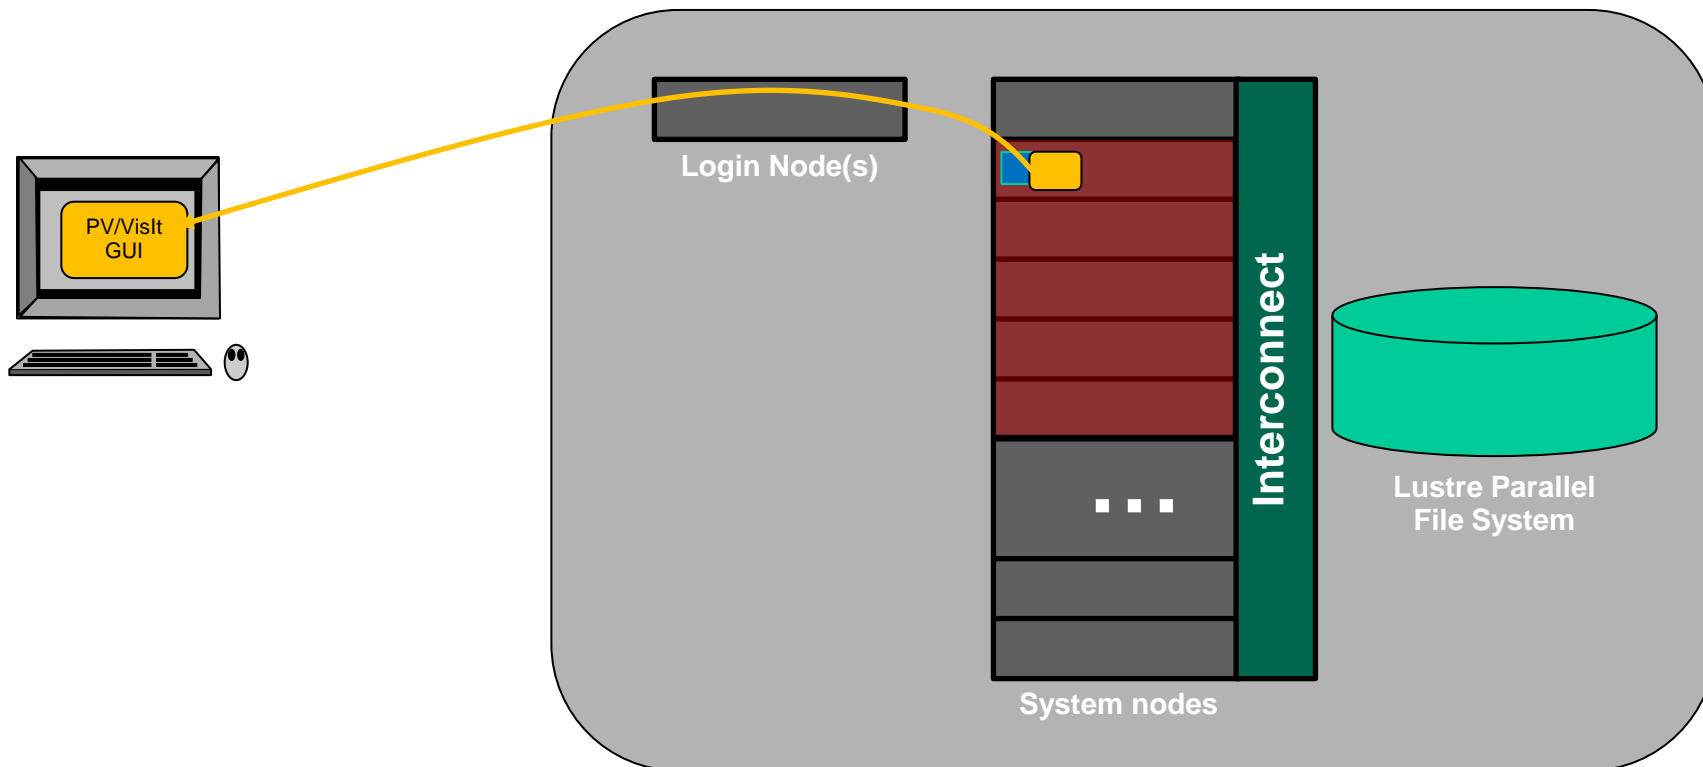 Login Node(s)
PV/VisIt
GUI
Interconnect
Lustre Parallel
File System
...
System nodes